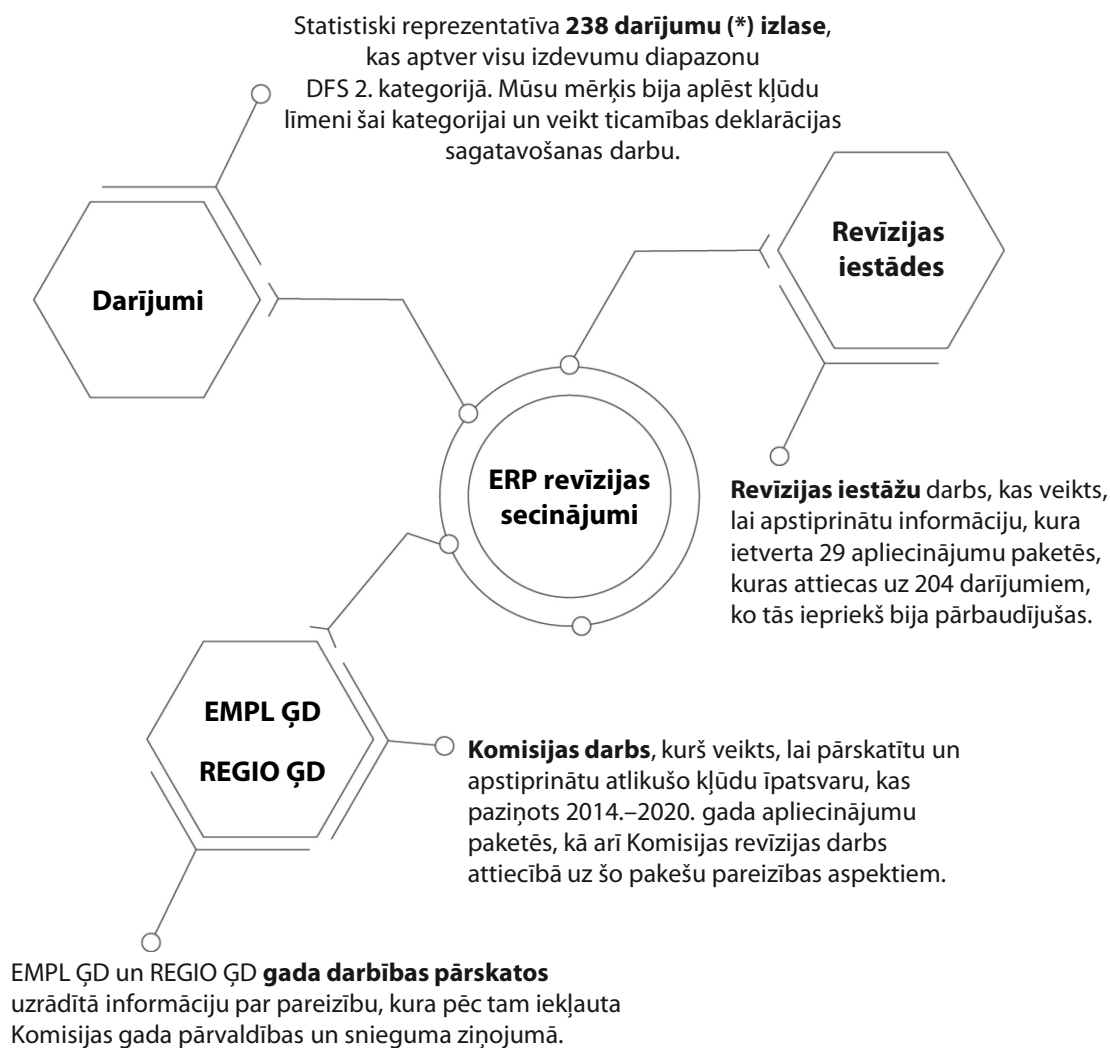 Statistiski reprezentatīva 238 darījumu (*) izlase,
kas aptver visu izdevumu diapazonu
DFS 2. kategorijā. Mūsu mērķis bija aplēst kļūdu
līmeni šai kategorijai un veikt ticamības deklarācijas
sagatavošanas darbu.
Darījumi
Revīzijas
iestādes
ERP revīzijas
secinājumi
Revīzijas iestāžu darbs, kas veikts,
lai apstiprinātu informāciju, kura
ietverta 29 apliecinājumu paketēs,
kuras attiecas uz 204 darījumiem,
ko tās iepriekš bija pārbaudījušas.
EMPL ĢD
REGIO ĢD
Komisijas darbs, kurš veikts, lai pārskatītu un
apstiprinātu atlikušo kļūdu īpatsvaru, kas
paziņots 2014.–2020. gada apliecinājumu
paketēs, kā arī Komisijas revīzijas darbs
attiecībā uz šo pakešu pareizības aspektiem.
EMPL ĢD un REGIO ĢD gada darbības pārskatos
uzrādītā informāciju par pareizību, kura pēc tam iekļauta
Komisijas gada pārvaldības un snieguma ziņojumā.